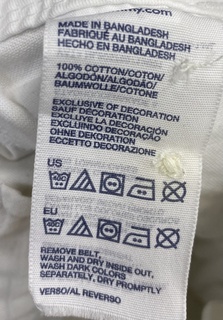 MADE IN BANGLADESH
FABRIQUÉ AU BANGLADESH
HECHO EN BANGLADESH
100% COTTON/COTON/
ALGODÓN/ALGODÃO/
BAUMWOLLE/COTONE
EXCLUSIVE OF DECORATION
SAUF DÉCORATION
EXCLUYE LA DECORACIÓN
EXCLUINDO DECORAÇÃO
OHNE DEKORATION
ECCETTO DECORAZIONE
US
EU
REMOVE BELT,
WASH AND DRY INSIDE OUT,
WASH DARK COLORS
SEPARATELY, DRY PROMPTLY
VERSO/AL REVERSO